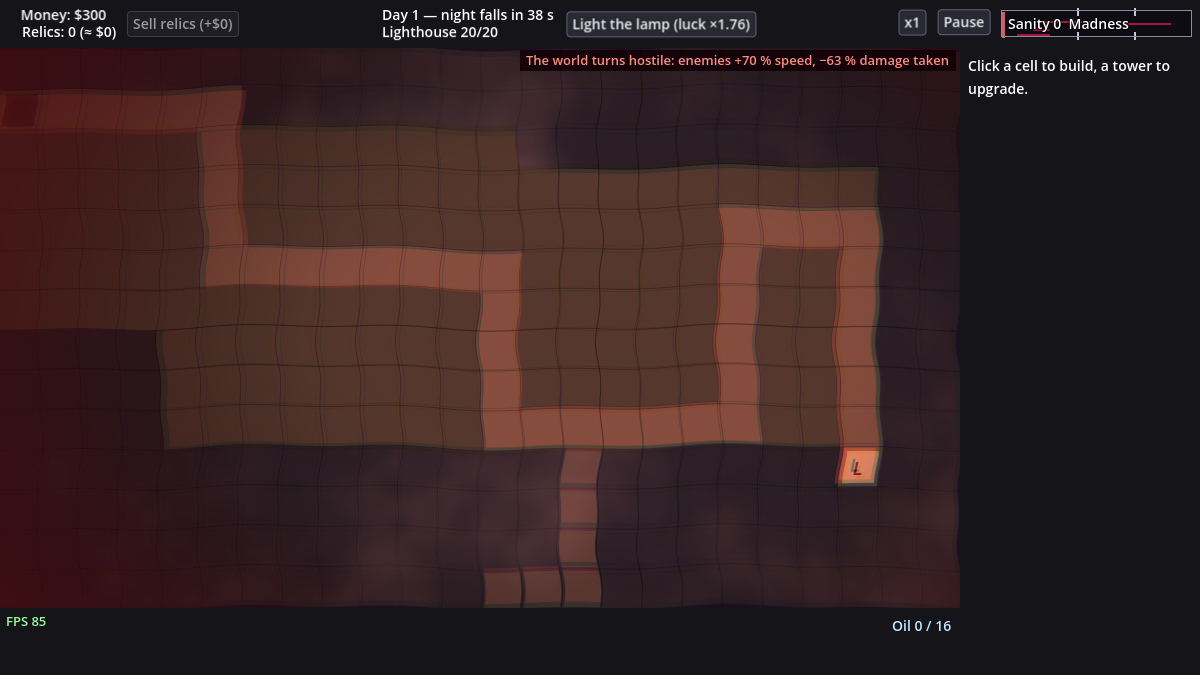 Money: $300
Relics: 0 (≈ $0)
Sell relics (+$0)
Day 1 — night falls in 38 s
Lighthouse 20/20
Light the lamp (luck ×1.76)
x1
Pause
Sanity 0 Madness
The world turns hostile: enemies +70 % speed, −63 % damage taken
Click a cell to build, a tower to
upgrade.
L
FPS 85
Oil 0 / 16